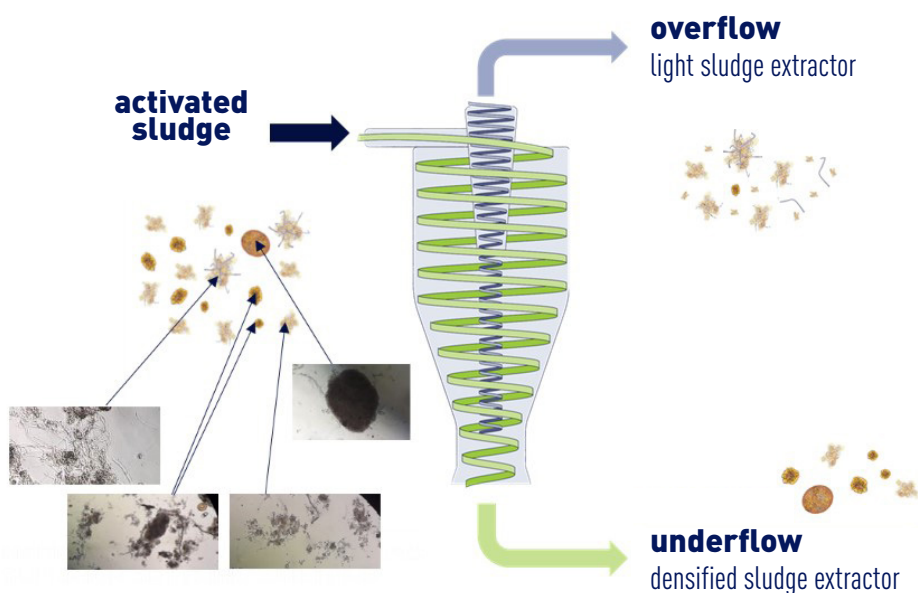 overflow
light sludge extractor
activated
sludge
underflow
densified sludge extractor